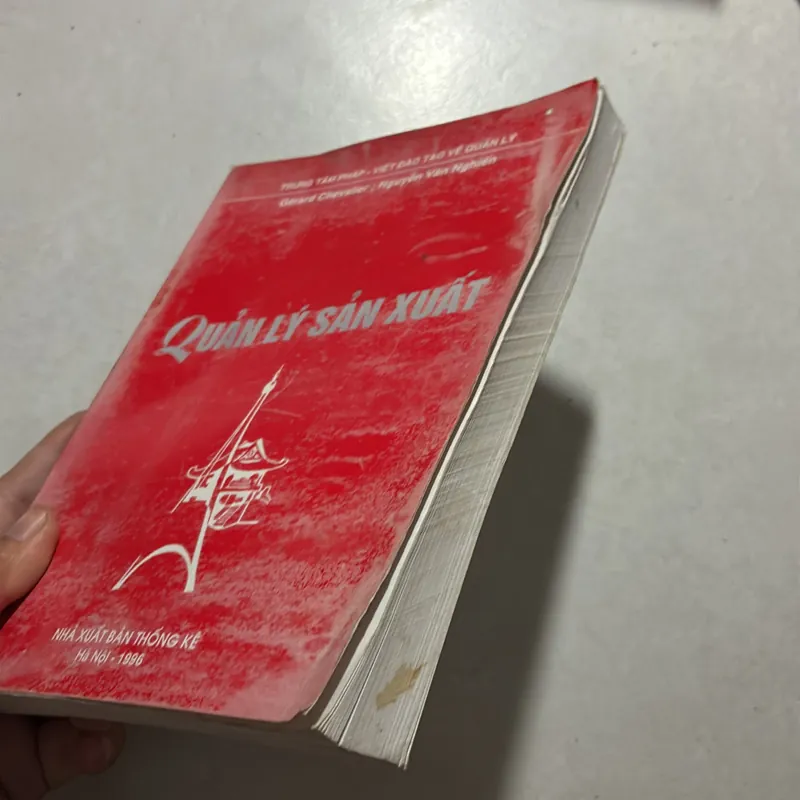 TRUNG TÂM PHÁP - VIỆT ĐÀO TẠO VỀ QUẢN LÝ
Gérard Chevalier ; Nguyễn Văn Nghiến
QUẢN LÝ SẢN XUẤT
NHÀ XUẤT BẢN THỐNG KÊ
Hà Nội - 1996